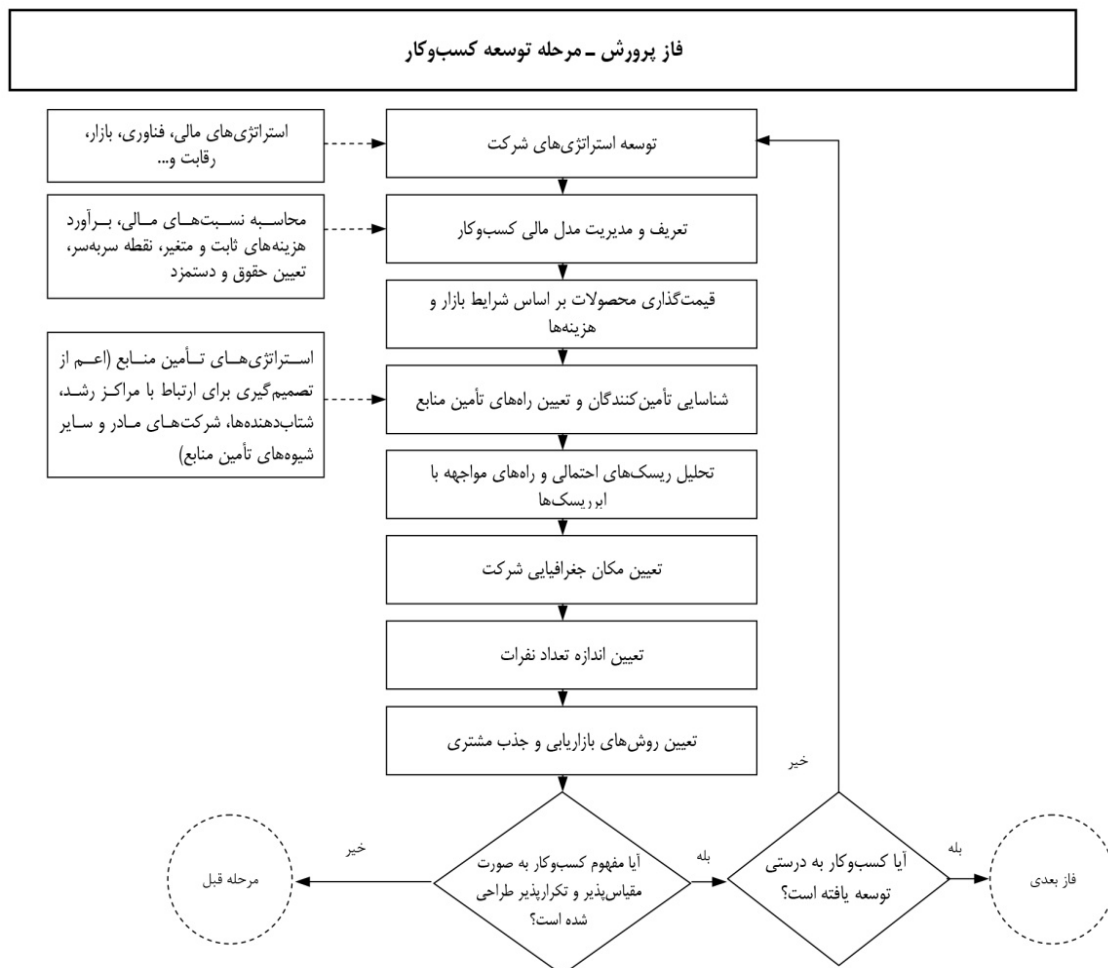 فاز پرورش ـ مرحله توسعه کسب‌وکار
استراتژی‌های مالی، فناوری، بازار،
رقابت و...
توسعه استراتژی‌های شرکت
محاسبه نسبت‌های مالی، برآورد
هزینه‌های ثابت و متغیر، نقطه سربه‌سر،
تعیین حقوق و دستمزد
تعریف و مدیریت مدل مالی کسب‌وکار
قیمت‌گذاری محصولات بر اساس شرایط بازار و
هزینه‌ها
استراتژی‌های تأمین منابع (اعم از
تصمیم‌گیری برای ارتباط با مراکز رشد،
شتاب‌دهنده‌ها، شرکت‌های مادر و سایر
شیوه‌های تأمین منابع)
شناسایی تأمین‌کنندگان و تعیین راه‌های تأمین منابع
تحلیل ریسک‌های احتمالی و راه‌های مواجهه با
ابرریسک‌ها
تعیین مکان جغرافیایی شرکت
تعیین اندازه تعداد نفرات
تعیین روش‌های بازاریابی و جذب مشتری
آیا مفهوم کسب‌وکار به صورت
مقیاس‌پذیر و تکرارپذیر طراحی
شده است؟
خیر
مرحله قبل
بله
آیا کسب‌وکار به درستی
توسعه یافته است؟
خیر
بله
فاز بعدی